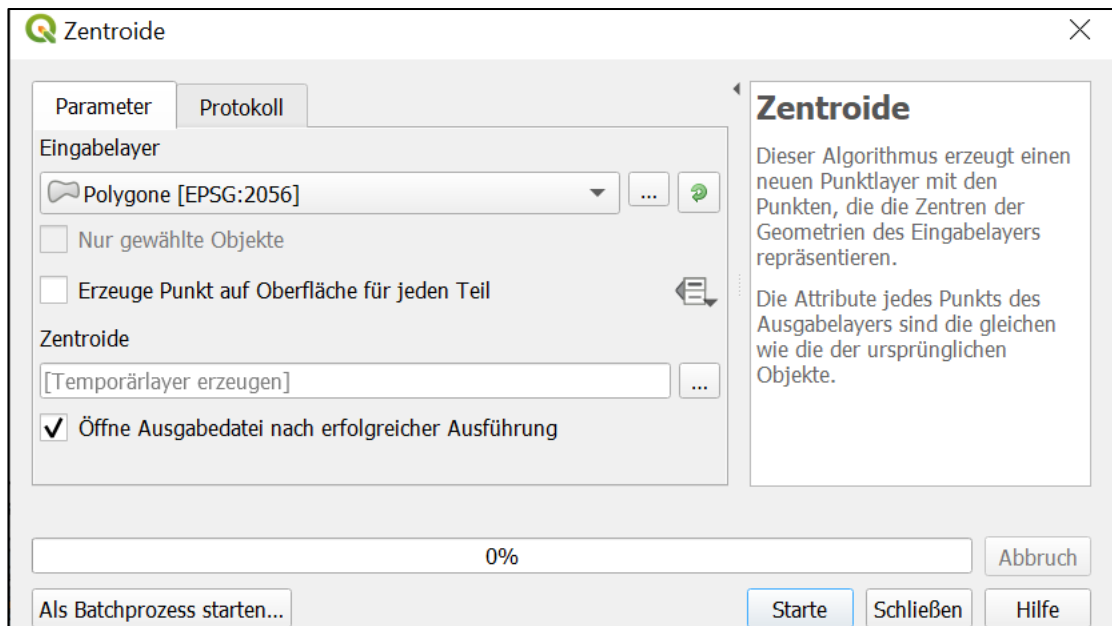 Zentroide
Parameter
Protokoll
Eingabelayer
Polygone [EPSG:2056]
...
Nur gewählte Objekte
Erzeuge Punkt auf Oberfläche für jeden Teil
Zentroide
[Temporärlayer erzeugen]
...
Öffne Ausgabedatei nach erfolgreicher Ausführung
Zentroide
Dieser Algorithmus erzeugt einen
neuen Punktlayer mit den
Punkten, die die Zentren der
Geometrien des Eingabelayers
repräsentieren.
Die Attribute jedes Punkts des
Ausgabelayers sind die gleichen
wie die der ursprünglichen
Objekte.
0%
Abbruch
Als Batchprozess starten...
Starte
Schließen
Hilfe